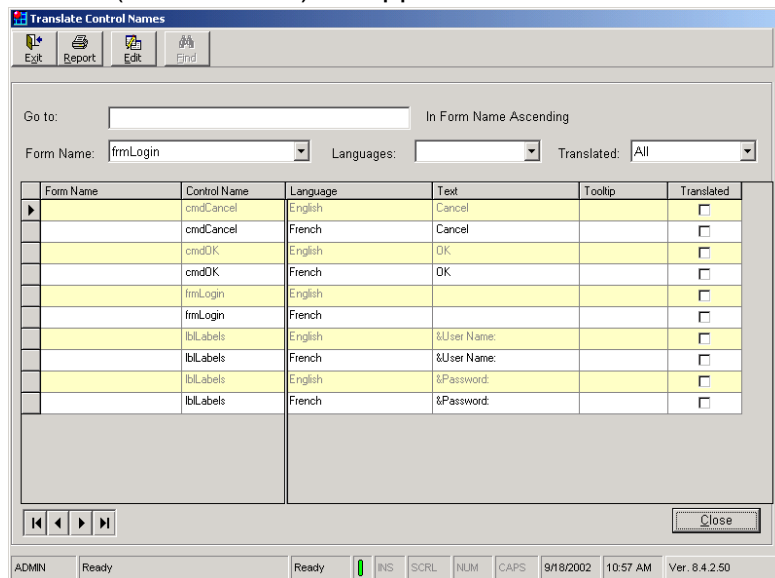 Translate Control Names
Exit Report Edit Find
Go to: In Form Name Ascending
Form Name: frmLogin Languages: Translated: All
Form Name Control Name Language Text Tooltip Translated
cmdCancel English Cancel
cmdCancel French Cancel
cmdOK English OK
cmdOK French OK
frmLogin English
frmLogin French
lblLabels English &User Name:
lblLabels French &User Name:
lblLabels English &Password:
lblLabels French &Password:
Close
ADMIN Ready Ready INS SCRL NUM CAPS 9/18/2002 10:57 AM Ver. 8.4.2.50